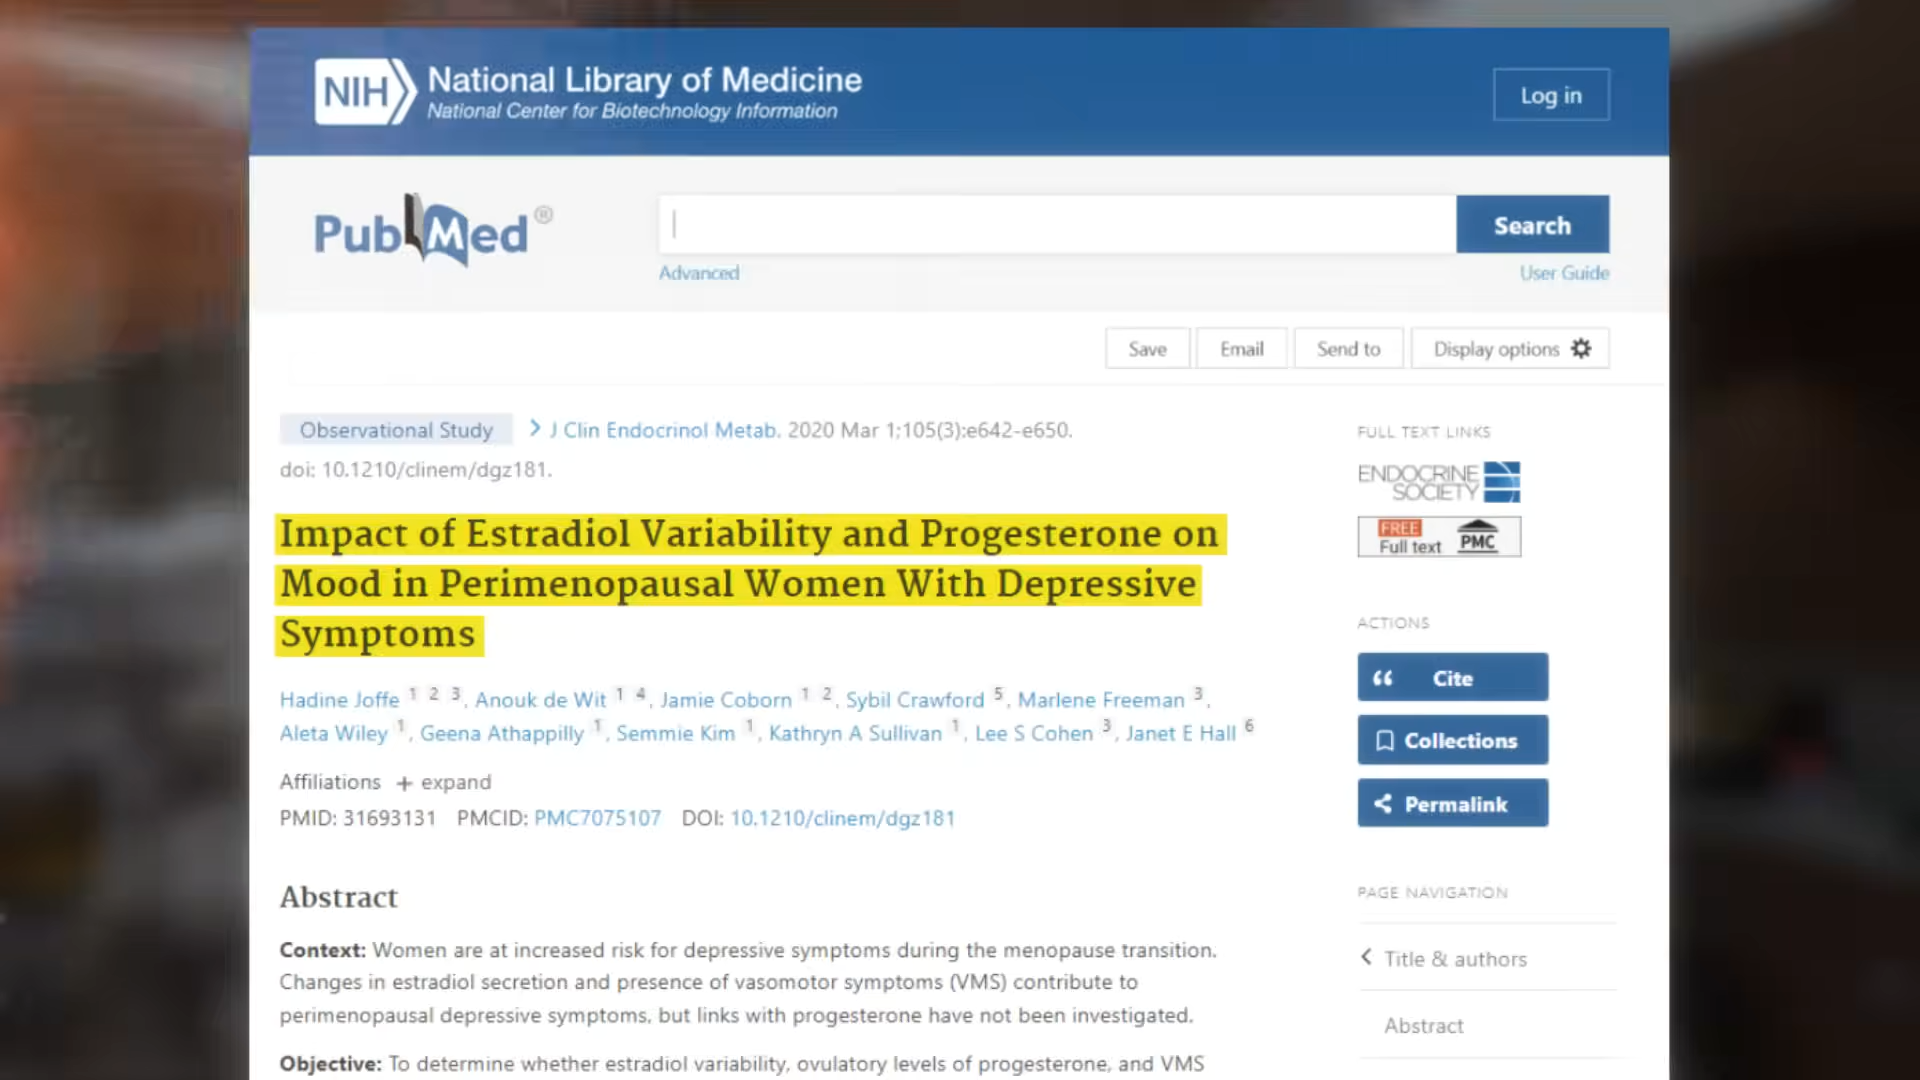 NIH National Library of Medicine
National Center for Biotechnology Information
Log in
PubMed®
Search
Advanced
User Guide
Save
Email
Send to
Display options
Observational Study
J Clin Endocrinol Metab. 2020 Mar 1;105(3):e642-e650.
doi: 10.1210/clinem/dgz181.
Impact of Estradiol Variability and Progesterone on
Mood in Perimenopausal Women With Depressive
Symptoms
Hadine Joffe 1 2 3, Anouk de Wit 1 4, Jamie Coborn 1 2, Sybil Crawford 5, Marlene Freeman 3,
Aleta Wiley 1, Geena Athappilly 1, Semmie Kim 1, Kathryn A Sullivan 1, Lee S Cohen 3, Janet E Hall 6
Affiliations + expand
PMID: 31693131 PMCID: PMC7075107 DOI: 10.1210/clinem/dgz181
Abstract
Context: Women are at increased risk for depressive symptoms during the menopause transition.
Changes in estradiol secretion and presence of vasomotor symptoms (VMS) contribute to
perimenopausal depressive symptoms, but links with progesterone have not been investigated.
Objective: To determine whether estradiol variability, ovulatory levels of progesterone, and VMS
FULL TEXT LINKS
ENDOCRINE
SOCIETY
FREE
Full text PMC
ACTIONS
Cite
Collections
Permalink
PAGE NAVIGATION
Title & authors
Abstract